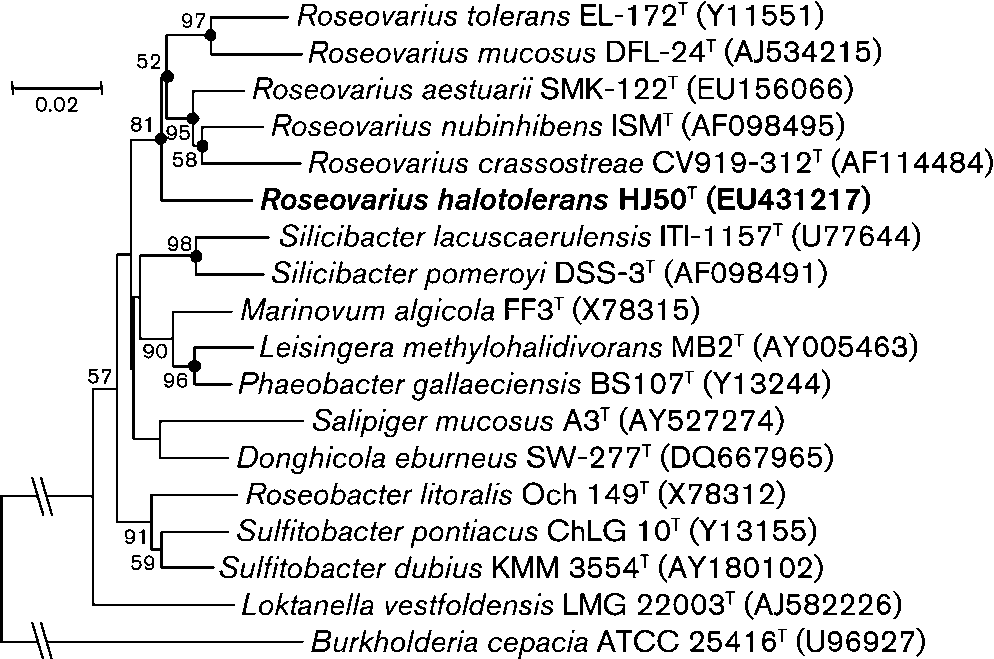 97 Roseovarius tolerans EL-172ᵀ (Y11551)
Roseovarius mucosus DFL-24ᵀ (AJ534215)
52
Roseovarius aestuarii SMK-122ᵀ (EU156066)
0.02
81 95 Roseovarius nubinhibens ISMᵀ (AF098495)
58 Roseovarius crassostreae CV919-312ᵀ (AF114484)
Roseovarius halotolerans HJ50ᵀ (EU431217)
98 Silicibacter lacuscaerulensis ITI-1157ᵀ (U77644)
Silicibacter pomeroyi DSS-3ᵀ (AF098491)
Marinovum algicola FF3ᵀ (X78315)
90 Leisingera methylohalidivorans MB2ᵀ (AY005463)
57 96 Phaeobacter gallaeciensis BS107ᵀ (Y13244)
Salipiger mucosus A3ᵀ (AY527274)
Donghicola eburneus SW-277ᵀ (DQ667965)
Roseobacter litoralis Och 149ᵀ (X78312)
91 Sulfitobacter pontiacus ChLG 10ᵀ (Y13155)
59 Sulfitobacter dubius KMM 3554ᵀ (AY180102)
Loktanella vestfoldensis LMG 22003ᵀ (AJ582226)
Burkholderia cepacia ATCC 25416ᵀ (U96927)